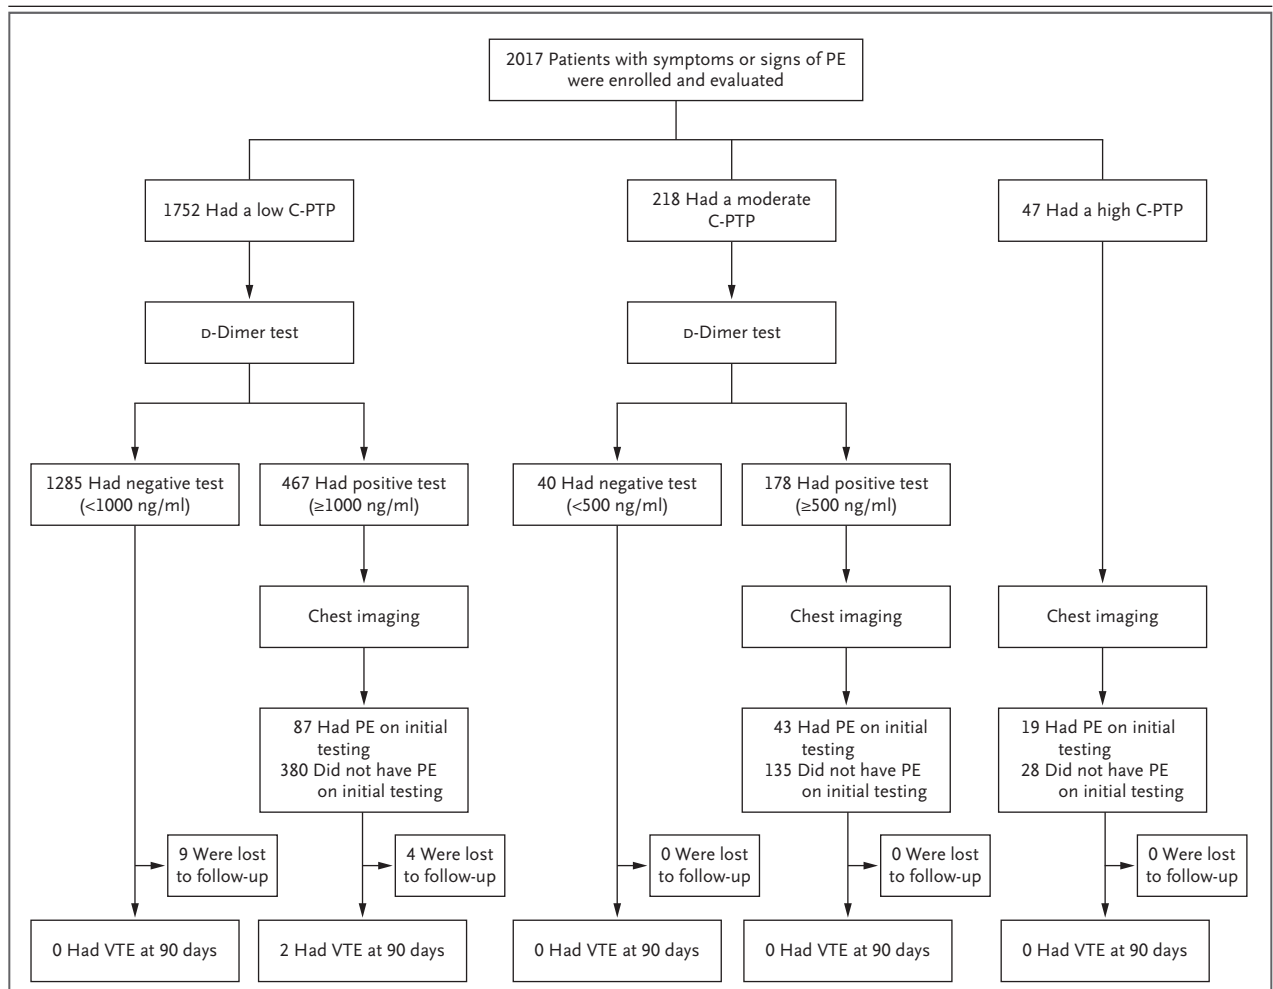 2017 Patients with symptoms or signs of PE
were enrolled and evaluated
1752 Had a low C-PTP
218 Had a moderate
C-PTP
47 Had a high C-PTP
D-Dimer test
D-Dimer test
1285 Had negative test
(<1000 ng/ml)
467 Had positive test
(≥1000 ng/ml)
40 Had negative test
(<500 ng/ml)
178 Had positive test
(≥500 ng/ml)
Chest imaging
Chest imaging
Chest imaging
87 Had PE on initial
testing
380 Did not have PE
on initial testing
43 Had PE on initial
testing
135 Did not have PE
on initial testing
19 Had PE on initial
testing
28 Did not have PE
on initial testing
9 Were lost
to follow-up
4 Were lost
to follow-up
0 Were lost
to follow-up
0 Were lost
to follow-up
0 Were lost
to follow-up
0 Had VTE at 90 days
2 Had VTE at 90 days
0 Had VTE at 90 days
0 Had VTE at 90 days
0 Had VTE at 90 days